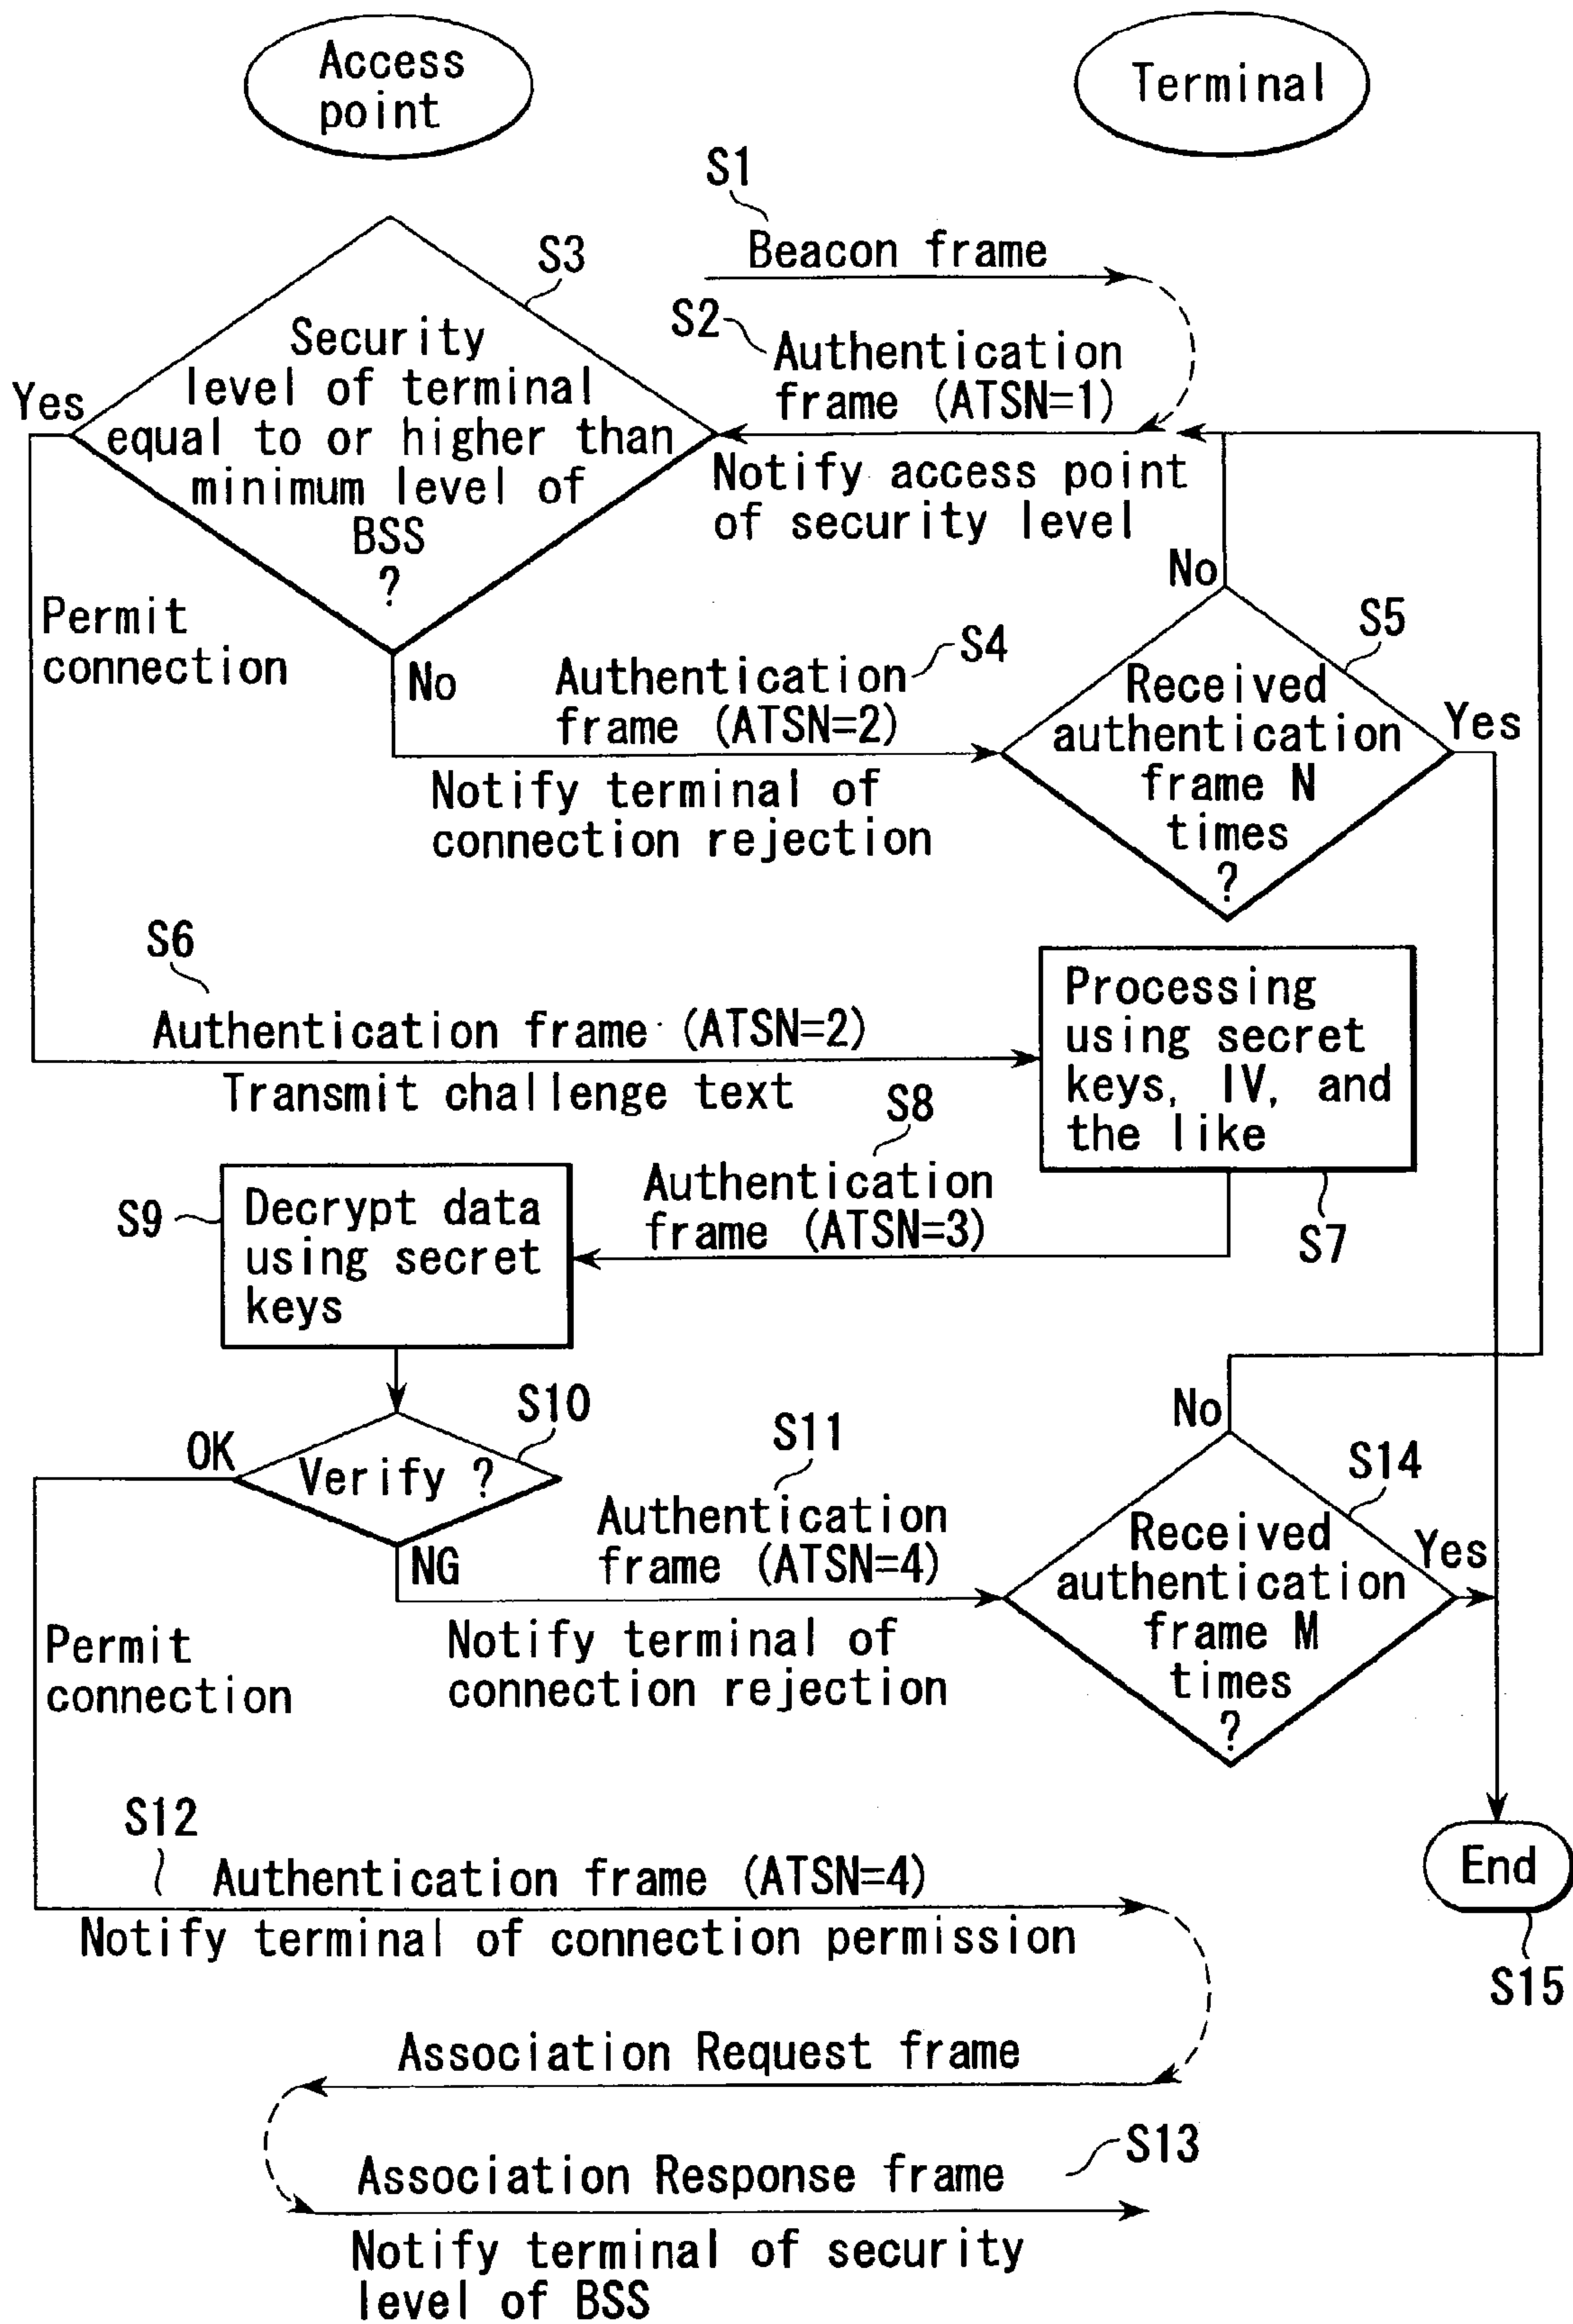 Access
point
Terminal
S1
Beacon frame
S3
S2
Authentication
frame (ATSN=1)
Notify access point
of security level
Security
level of terminal
equal to or higher than
minimum level of
BSS
?
Yes
Permit
connection
No
Authentication
frame (ATSN=2)
S4
Notify terminal of
connection rejection
No
S5
Received
authentication
frame N
times
?
Yes
S6
Authentication frame (ATSN=2)
Transmit challenge text
Processing
using secret
keys, IV, and
the like
S7
S8
Authentication
frame (ATSN=3)
S9
Decrypt data
using secret
keys
S10
OK
Verify ?
NG
S11
Authentication
frame (ATSN=4)
Notify terminal of
connection rejection
No
S14
Received
authentication
frame M
times
?
Yes
Permit
connection
S12
Authentication frame (ATSN=4)
Notify terminal of connection permission
End
S15
Association Request frame
S13
Association Response frame
Notify terminal of security
level of BSS